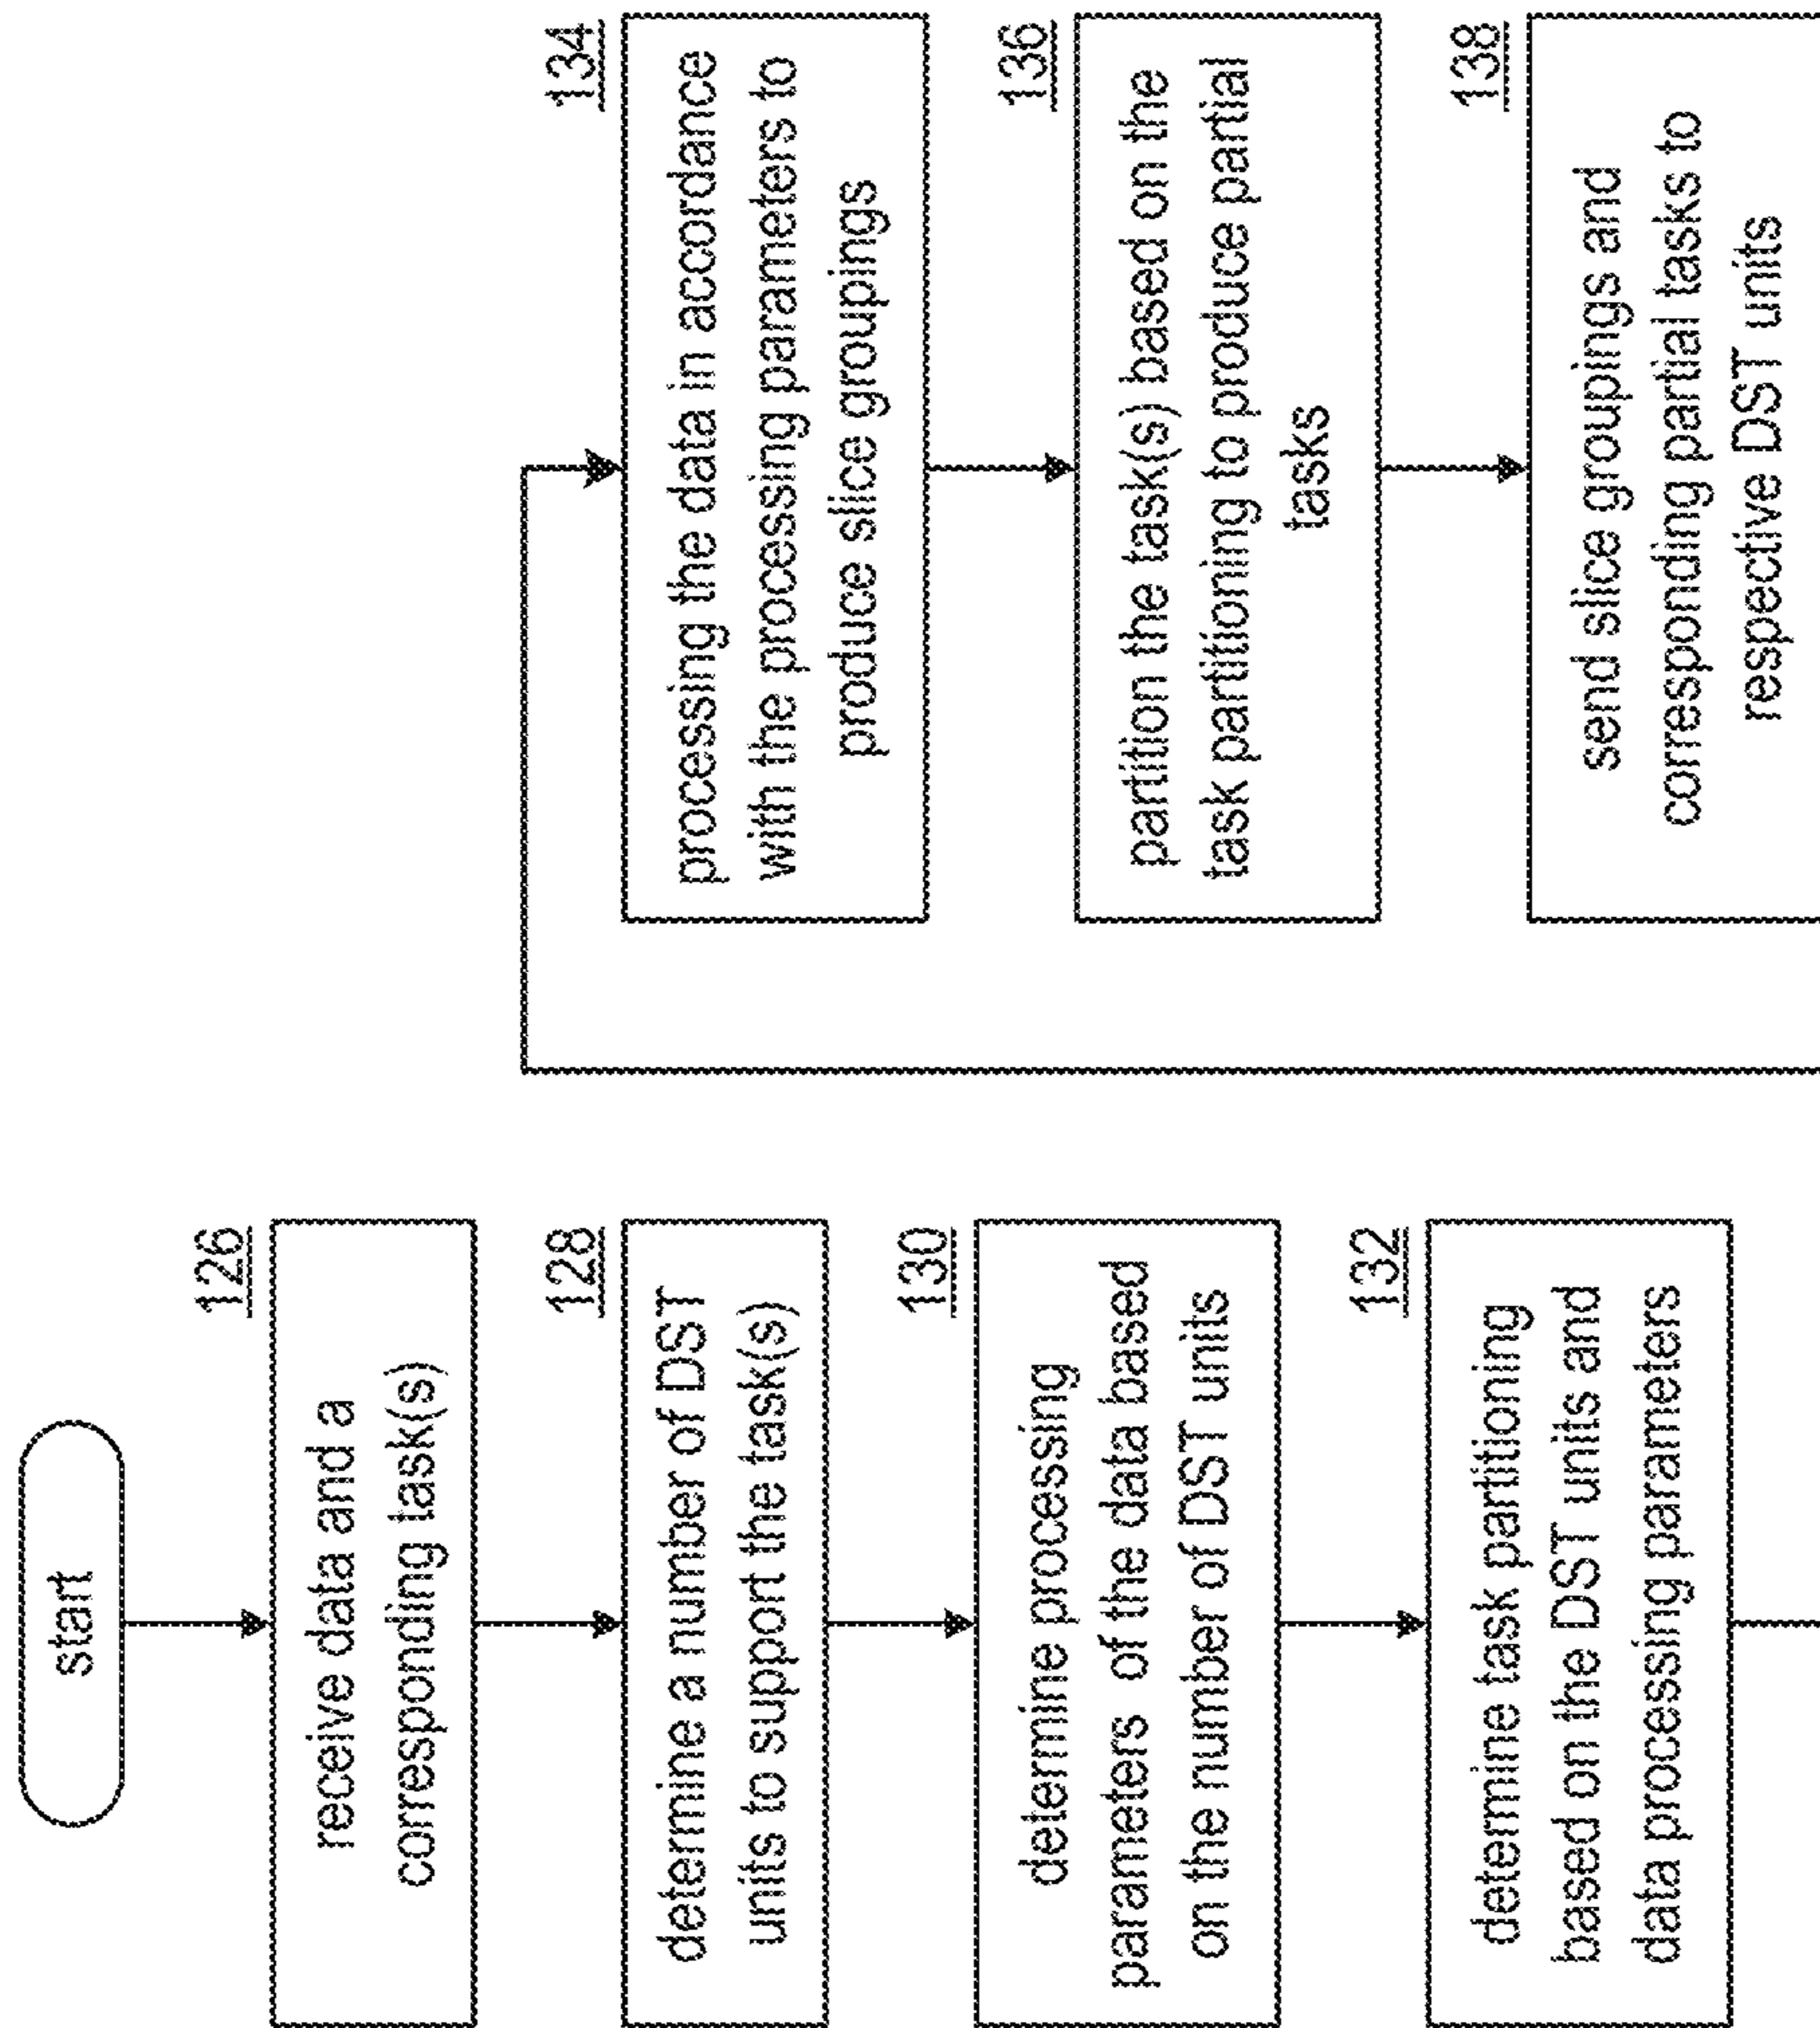 start
126
receive data and a
corresponding task(s)
128
determine a number of DST
units to support the task(s)
130
determine processing
parameters of the data based
on the number of DST units
132
determine task partitioning
based on the DST units and
data processing parameters
134
processing the data in accordance
with the processing parameters to
produce slice groupings
136
partition the task(s) based on the
task partitioning to produce partial
tasks
138
send slice groupings and
corresponding partial tasks to
respective DST units